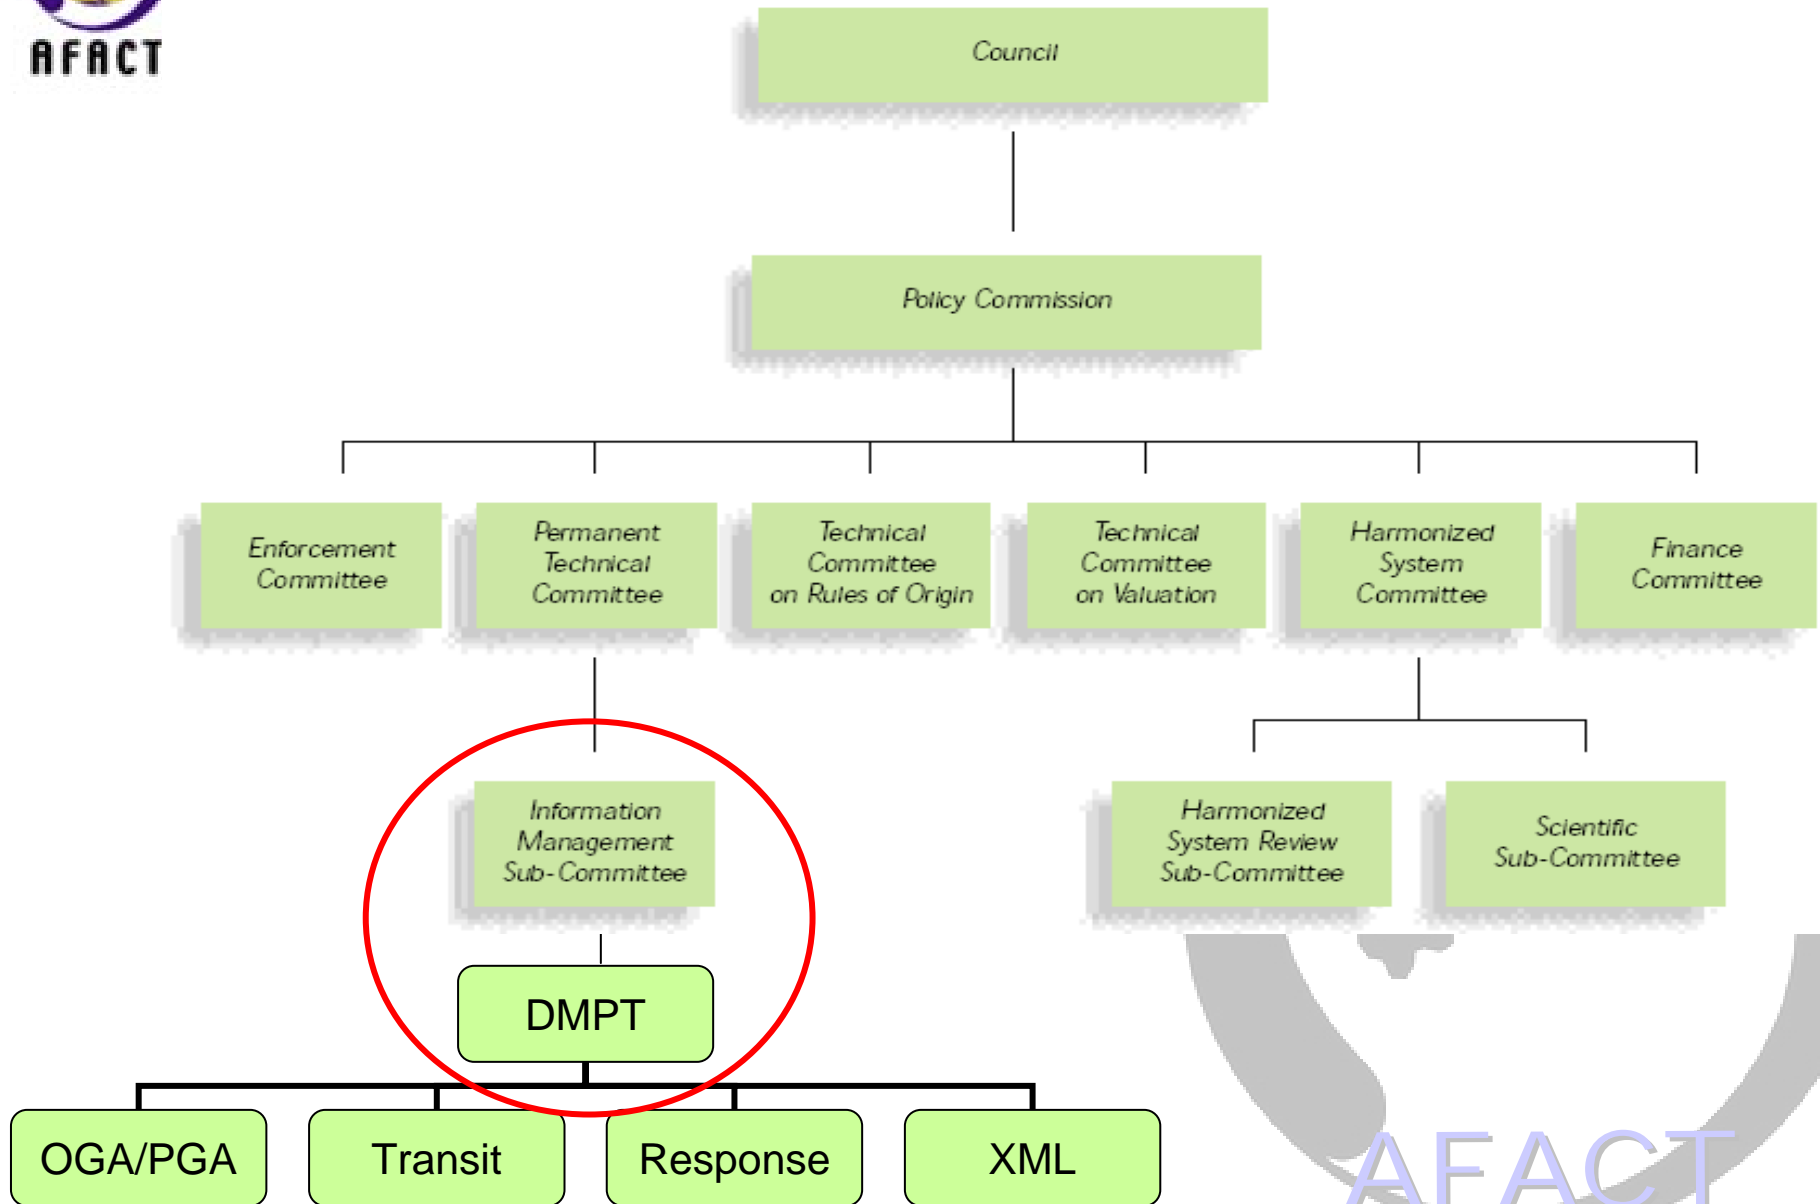 AFACT
Council
Policy Commission
Enforcement
Committee
Permanent
Technical
Committee
Technical
Committee
on Rules of Origin
Technical
Committee
on Valuation
Harmonized
System
Committee
Finance
Committee
Information
Management
Sub-Committee
Harmonized
System Review
Sub-Committee
Scientific
Sub-Committee
DMPT
OGA/PGA
Transit
Response
XML
AFACT